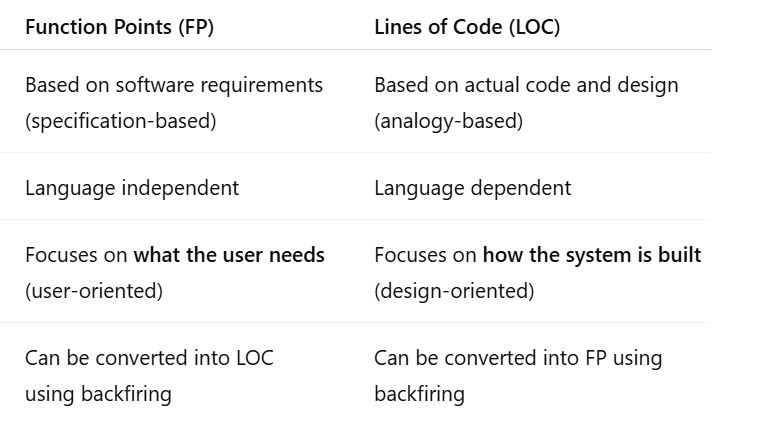 Function Points (FP) Lines of Code (LOC)
Based on software requirements Based on actual code and design
(specification-based) (analogy-based)
Language independent Language dependent
Focuses on what the user needs Focuses on how the system is built
(user-oriented) (design-oriented)
Can be converted into LOC Can be converted into FP using
using backfiring backfiring